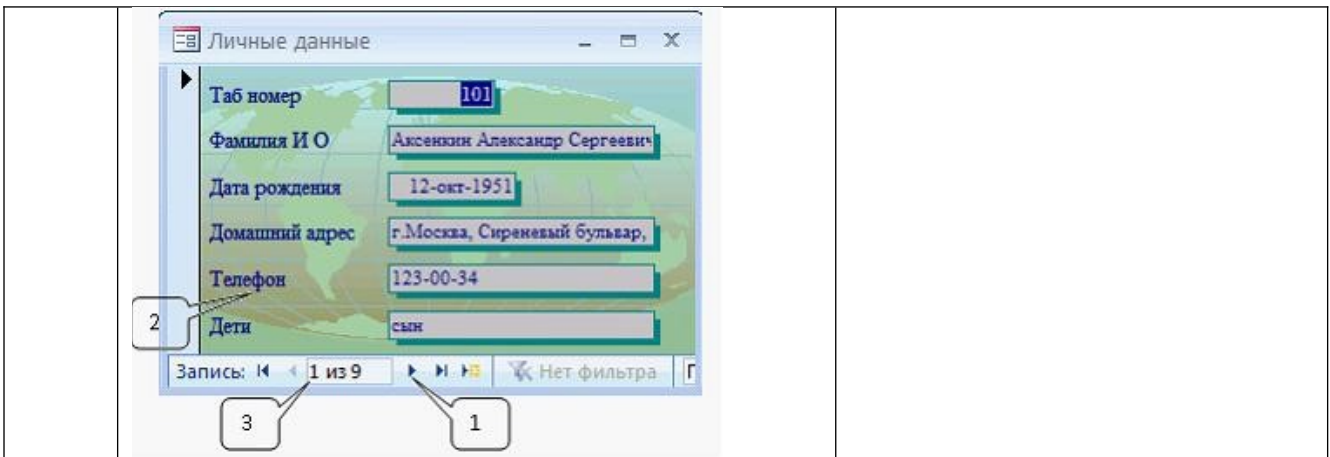 Личные данные
Таб номер 101
Фамилия И О Аксенкин Александр Сергеевич
Дата рождения 12-окт-1951
Домашний адрес г.Москва, Сиреневый бульвар,
Телефон 123-00-34
2
Дети сын
Запись: 1 из 9 Нет фильтра П
3 1